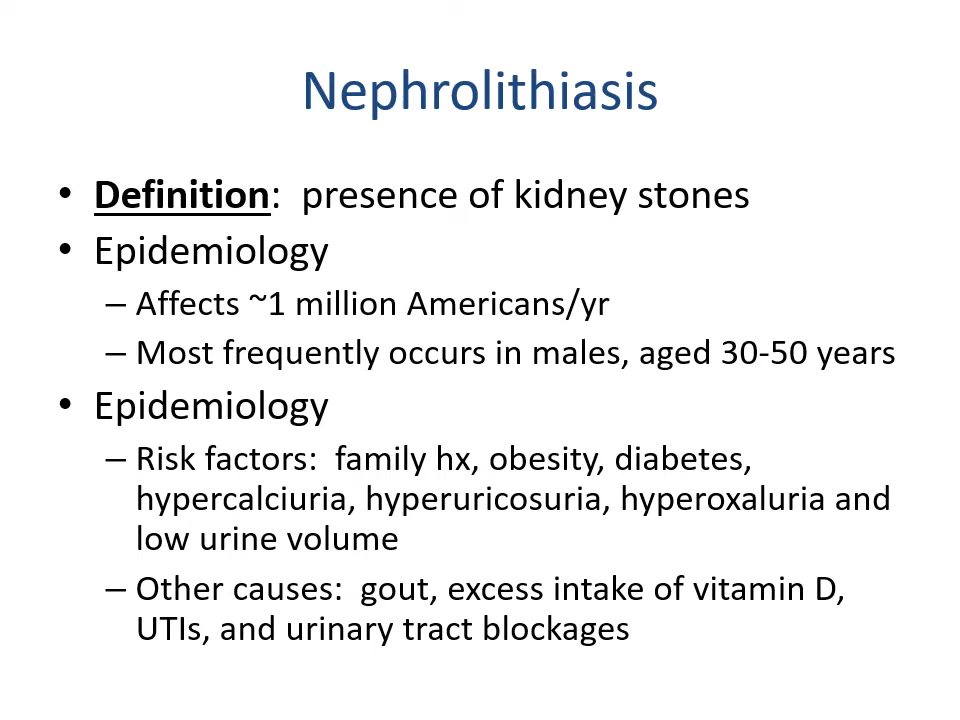 Nephrolithiasis
• Definition:  presence of kidney stones
• Epidemiology
– Affects ~1 million Americans/yr
– Most frequently occurs in males, aged 30-50 years
• Epidemiology
– Risk factors:  family hx, obesity, diabetes,
hypercalciuria, hyperuricosuria, hyperoxaluria and
low urine volume
– Other causes:  gout, excess intake of vitamin D,
UTIs, and urinary tract blockages